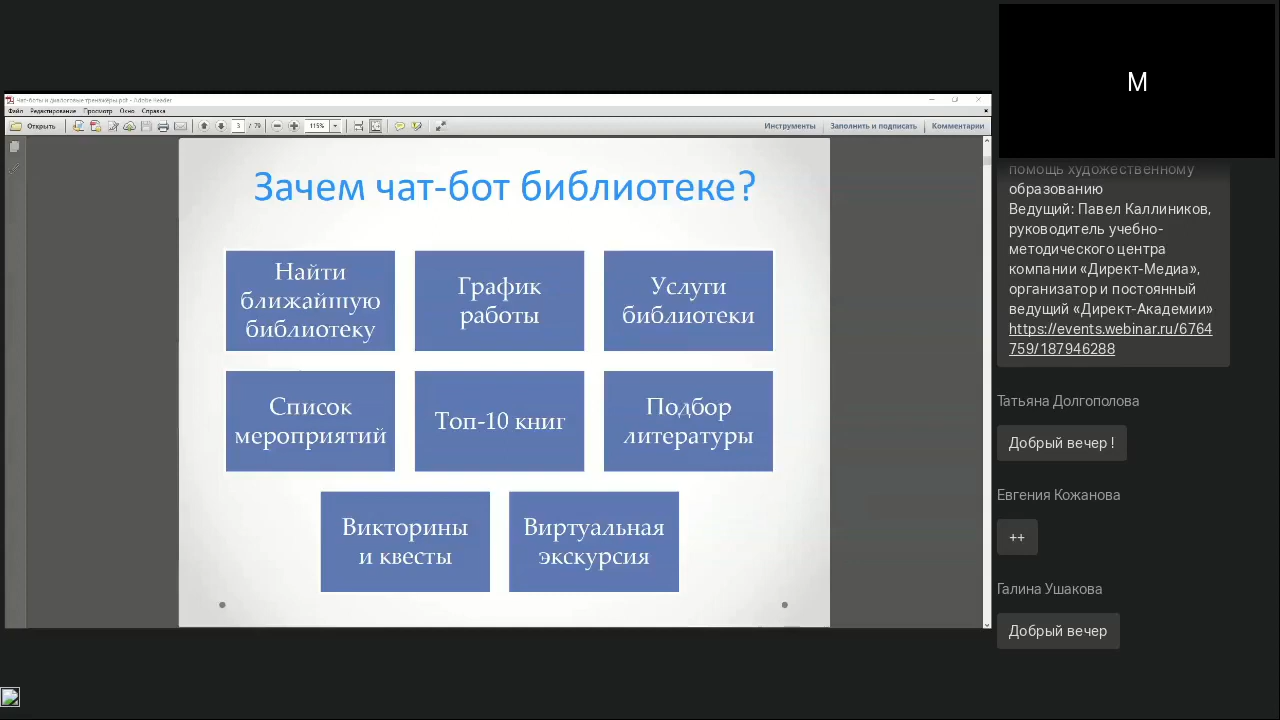 Чат-боты и диалоговые тренажёры.pdf - Adobe Reader
Файл Редактирование Просмотр Окно Справка
Открыть 3 / 79 115% Инструменты Заполнить и подписать Комментарии
Зачем чат-бот библиотеке?
Найти
ближайшую
библиотеку
График
работы
Услуги
библиотеки
Список
мероприятий
Топ-10 книг
Подбор
литературы
Викторины
и квесты
Виртуальная
экскурсия
M
помощь художественному
образованию
Ведущий: Павел Каллиников,
руководитель учебно-
методического центра
компании «Директ-Медиа»,
организатор и постоянный
ведущий «Директ-Академии»
https://events.webinar.ru/6764
759/187946288
Татьяна Долгополова
Добрый вечер !
Евгения Кожанова
++
Галина Ушакова
Добрый вечер